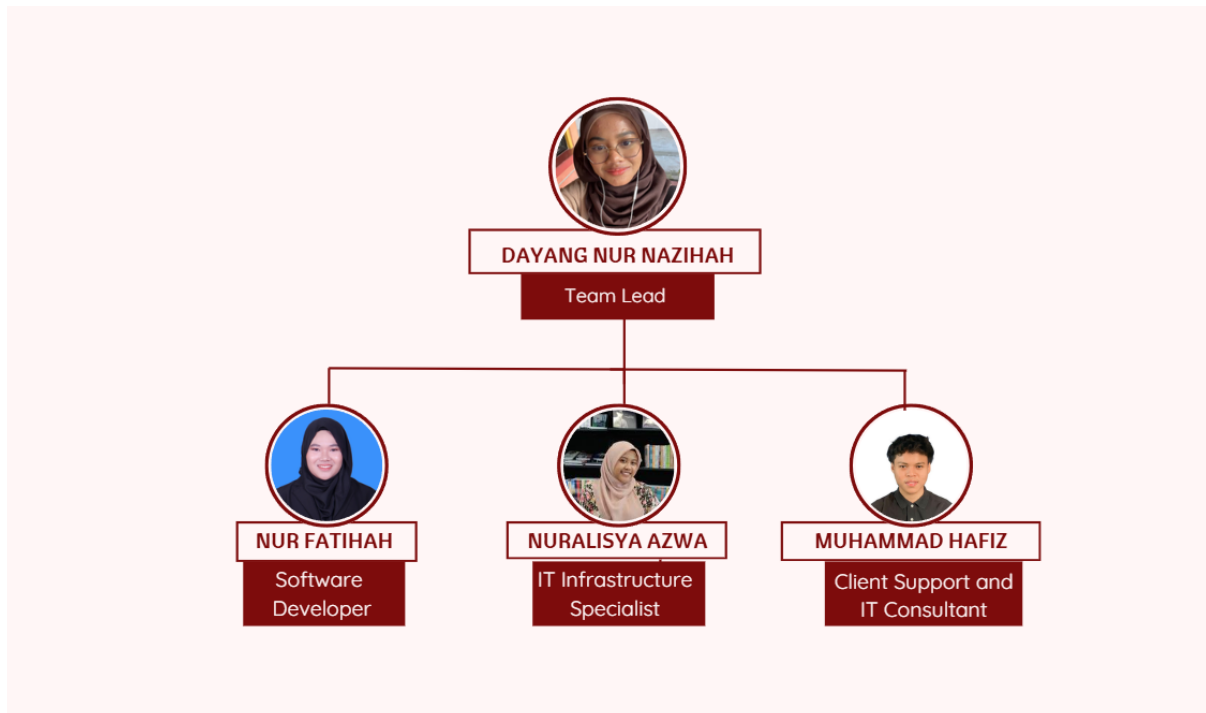 DAYANG NUR NAZIHAH
Team Lead
NUR FATIHAH
Software
Developer
NURALISYA AZWA
IT Infrastructure
Specialist
MUHAMMAD HAFIZ
Client Support and
IT Consultant